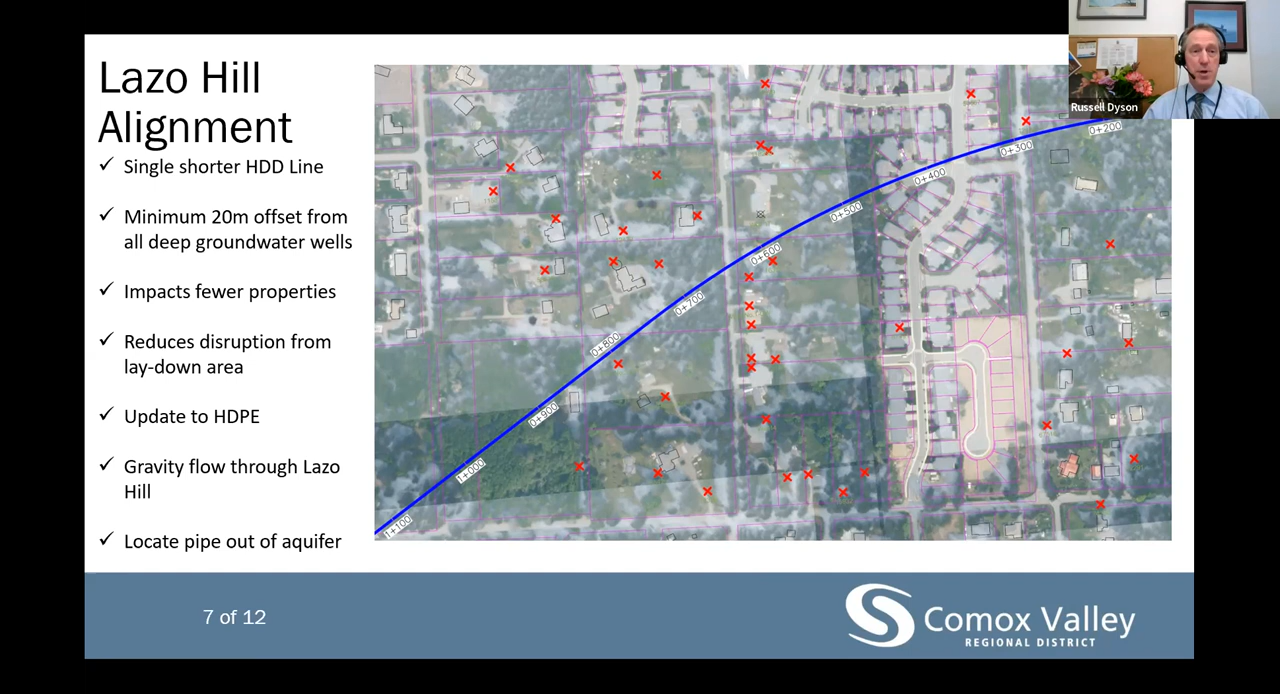 Lazo Hill
Alignment
✓ Single shorter HDD Line
✓ Minimum 20m offset from
all deep groundwater wells
✓ Impacts fewer properties
✓ Reduces disruption from
lay-down area
✓ Update to HDPE
✓ Gravity flow through Lazo
Hill
✓ Locate pipe out of aquifer
Russell Dyson
0+200
0+300
0+400
0+500
0+600
0+700
0+800
0+900
1+000
1+100
7 of 12
Comox Valley
REGIONAL DISTRICT